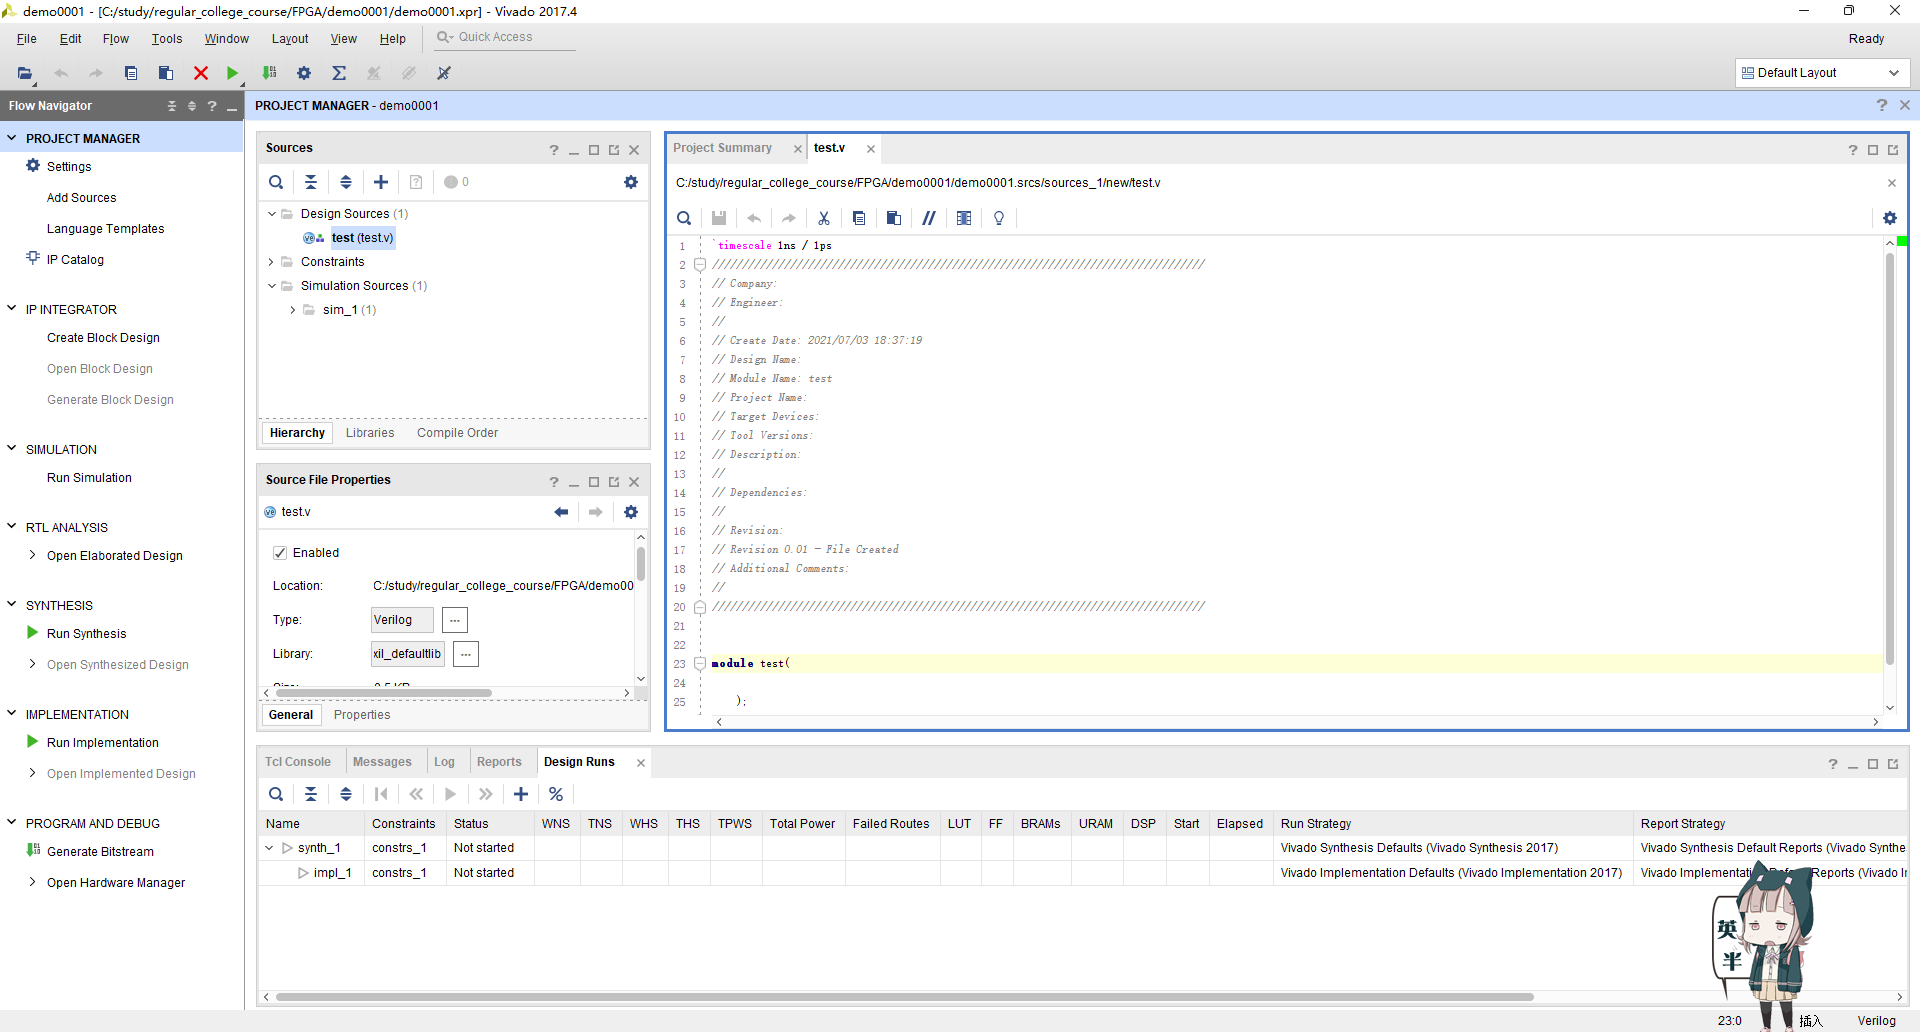 demo0001 - [C:/study/regular_college_course/FPGA/demo0001/demo0001.xpr] - Vivado 2017.4
File Edit Flow Tools Window Layout View Help Quick Access Ready
Default Layout
Flow Navigator
PROJECT MANAGER
Settings
Add Sources
Language Templates
IP Catalog
IP INTEGRATOR
Create Block Design
Open Block Design
Generate Block Design
SIMULATION
Run Simulation
RTL ANALYSIS
Open Elaborated Design
SYNTHESIS
Run Synthesis
Open Synthesized Design
IMPLEMENTATION
Run Implementation
Open Implemented Design
PROGRAM AND DEBUG
Generate Bitstream
Open Hardware Manager
PROJECT MANAGER - demo0001
Sources
0
Design Sources (1)
test (test.v)
Constraints
Simulation Sources (1)
sim_1 (1)
Hierarchy Libraries Compile Order
Source File Properties
test.v
Enabled
Location: C:/study/regular_college_course/FPGA/demo00
Type: Verilog ...
Library: xil_defaultlib ...
General Properties
Project Summary test.v
C:/study/regular_college_course/FPGA/demo0001/demo0001.srcs/sources_1/new/test.v
1 `timescale 1ns / 1ps
2 //////////////////////////////////////////////////////////////////////////////////
3 // Company:
4 // Engineer:
5 //
6 // Create Date: 2021/07/03 18:37:19
7 // Design Name:
8 // Module Name: test
9 // Project Name:
10 // Target Devices:
11 // Tool Versions:
12 // Description:
13 //
14 // Dependencies:
15 //
16 // Revision:
17 // Revision 0.01 - File Created
18 // Additional Comments:
19 //
20 //////////////////////////////////////////////////////////////////////////////////
21
22
23 module test(
24
25 );
Tcl Console Messages Log Reports Design Runs
Name Constraints Status WNS TNS WHS THS TPWS Total Power Failed Routes LUT FF BRAMs URAM DSP Start Elapsed Run Strategy Report Strategy
synth_1 constrs_1 Not started Vivado Synthesis Defaults (Vivado Synthesis 2017) Vivado Synthesis Default Reports (Vivado Synthe
impl_1 constrs_1 Not started Vivado Implementation Defaults (Vivado Implementation 2017) Vivado Implementati Reports (Vivado I
英
半
23:0 插入 Verilog